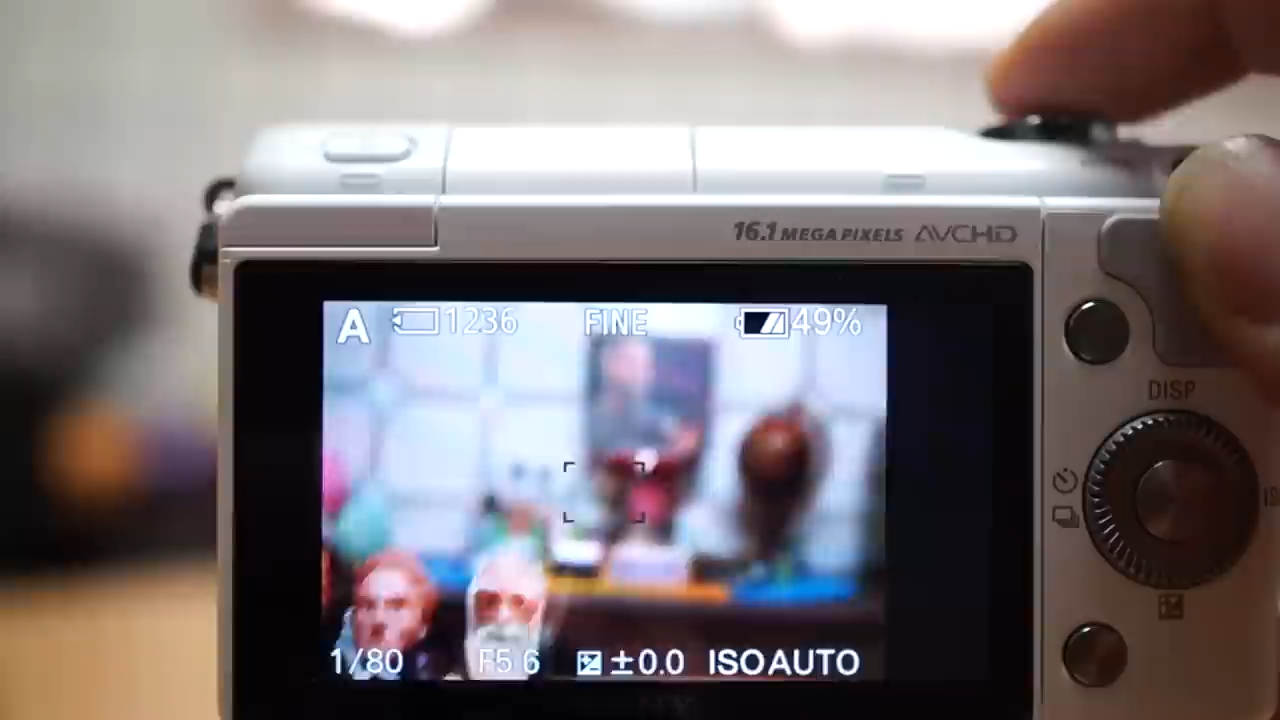 16.1 MEGA PIXELS AVCHD
A 1236 FINE 49%
DISP
1/80 F5.6 ±0.0 ISO AUTO